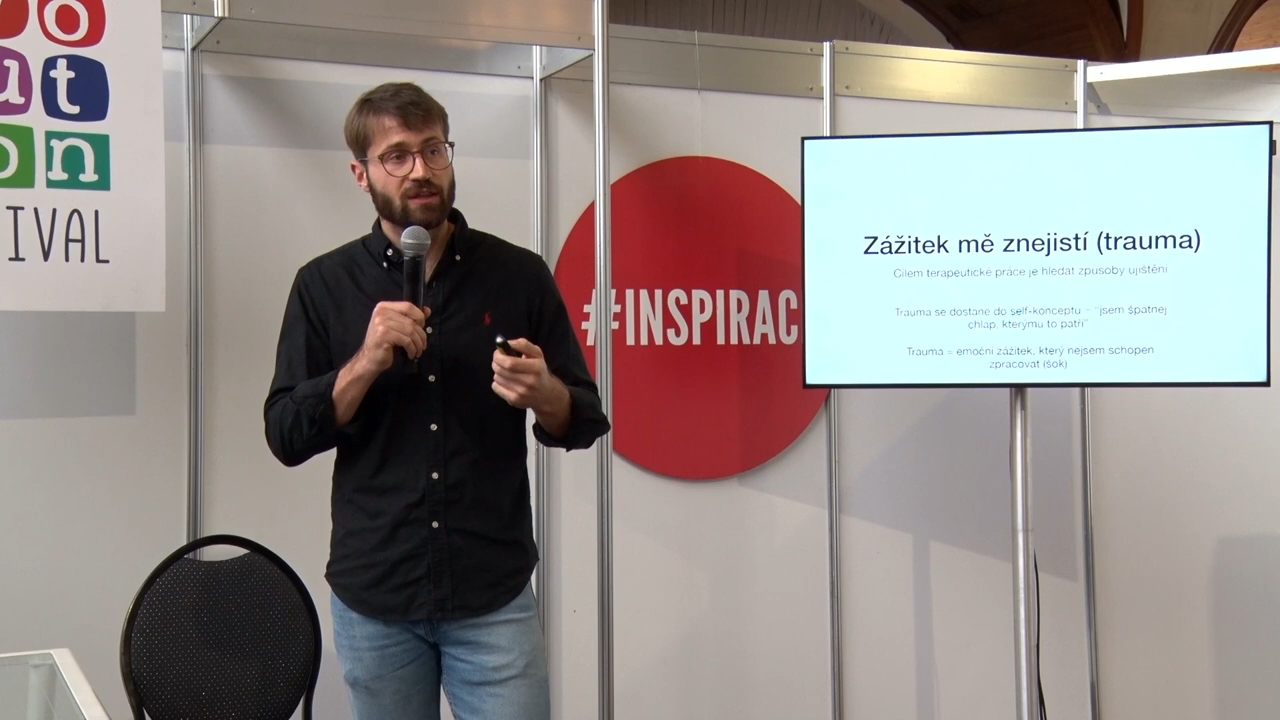 o
u t
on
IVAL
#INSPIRAC
Zážitek mě znejistí (trauma)
Cílem terapeutické práce je hledat způsoby ujištění
Trauma se dostane do self-konceptu – "jsem špatnej
chlap, kterýmu to patří"
Trauma = emoční zážitek, který nejsem schopen
zpracovat (šok)